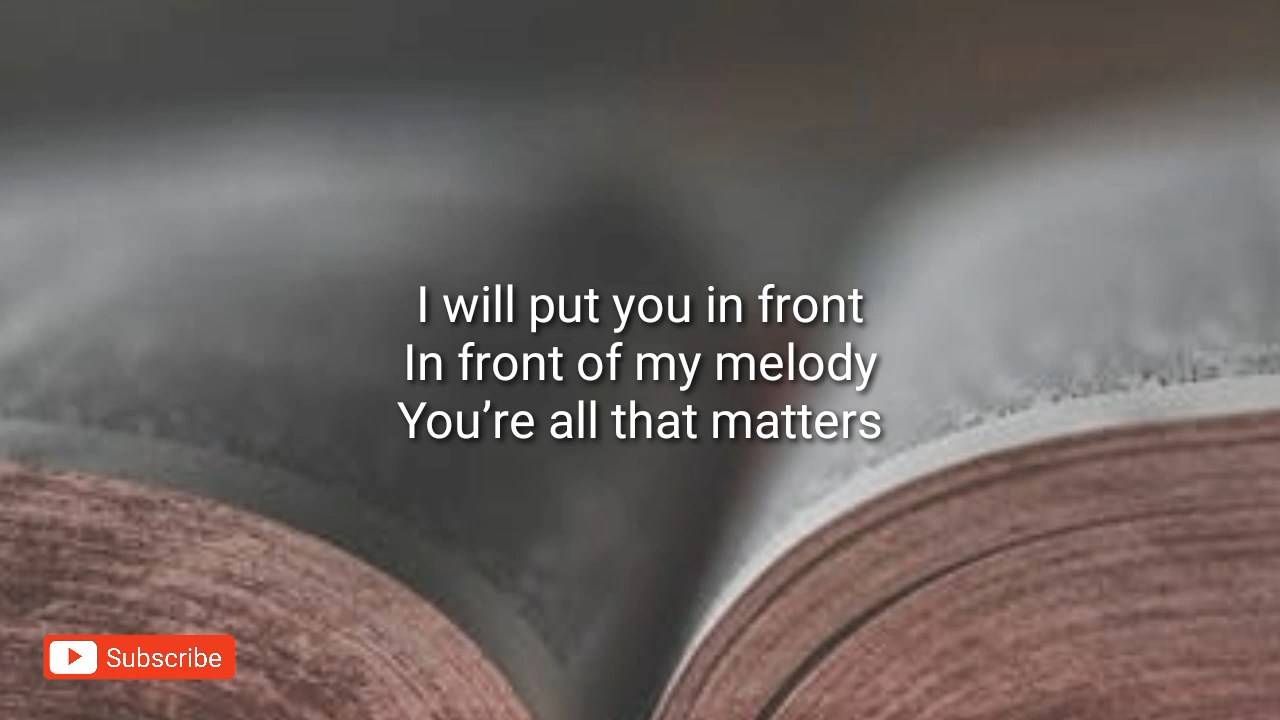 I will put you in front
In front of my melody
You’re all that matters
Subscribe